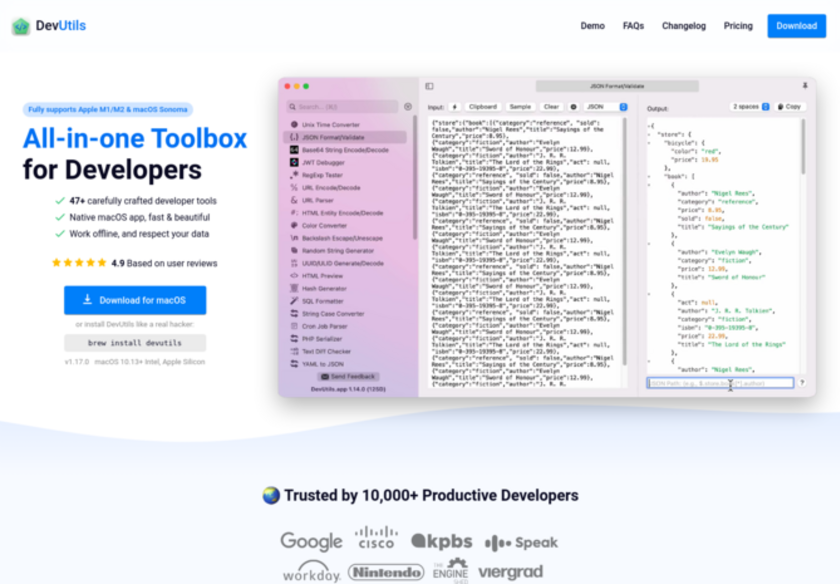 DevUtils
Demo
FAQs
Changelog
Pricing
Download
Fully supports Apple M1/M2 & macOS Sonoma
All-in-one Toolbox
for Developers
47+ carefully crafted developer tools
Native macOS app, fast & beautiful
Work offline, and respect your data
4.9 Based on user reviews
Download for macOS
or install DevUtils like a real hacker:
brew install devutils
v1.17.0 macOS 10.13+ Intel, Apple Silicon
JSON Format/Validate
Search... (⌘/)
Unix Time Converter
JSON Format/Validate
Base64 String Encode/Decode
JWT Debugger
RegExp Tester
URL Encode/Decode
URL Parser
HTML Entity Encode/Decode
Color Converter
Backslash Escape/Unescape
Random String Generator
UUID/ULID Generate/Decode
HTML Preview
Hash Generator
SQL Formatter
String Case Converter
Cron Job Parser
PHP Serializer
Text Diff Checker
YAML to JSON
Send Feedback
DevUtils.app 1.14.0 (1200)
Input:
Clipboard
Sample
Clear
JSON
{"store":{"book":[{"category":"reference", "sold":
false,"author":"Nigel Rees","title":"Sayings of the
Century","price":8.95},
{"category":"fiction","author":"Evelyn
Waugh","title":"Sword of Honour","price":12.99},
{"category":"fiction","author":"J. R. R.
Tolkien","title":"The Lord of the Rings","act": null,
"isbn":"0-395-19395-8","price":22.99},
Output:
2 spaces
Copy
{
"store": {
"bicycle": {
"color": "red",
"price": 19.95
},
"book": [
{
"author": "Nigel Rees",
"category": "reference",
"price": 8.95,
"sold": false,
"title": "Sayings of the Century"
},
{
"author": "Evelyn Waugh",
"category": "fiction",
"price": 12.99,
"title": "Sword of Honour"
},
{
"act": null,
"author": "J. R. R. Tolkien",
"category": "fiction",
"isbn": "0-395-19395-8",
"price": 22.99,
"title": "The Lord of the Rings"
},
{
"author": "Nigel Rees",
?
Trusted by 10,000+ Productive Developers
Google
cisco
kpbs
Speak
workday.
Nintendo
THE
ENGINE
SHED
viergrad